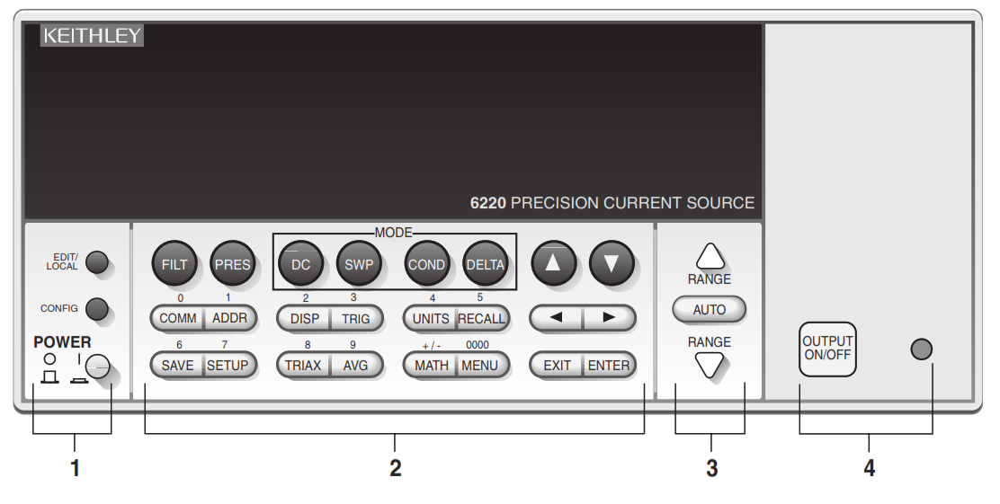 KEITHLEY
6220 PRECISION CURRENT SOURCE
MODE
EDIT/
LOCAL
FILT PRES DC SWP COND DELTA
RANGE
0 1 2 3 4 5
CONFIG
COMM ADDR DISP TRIG UNITS RECALL
AUTO
POWER
6 7 8 9 +/- 0000
RANGE
SAVE SETUP TRIAX AVG MATH MENU EXIT ENTER
OUTPUT
ON/OFF
1 2 3 4